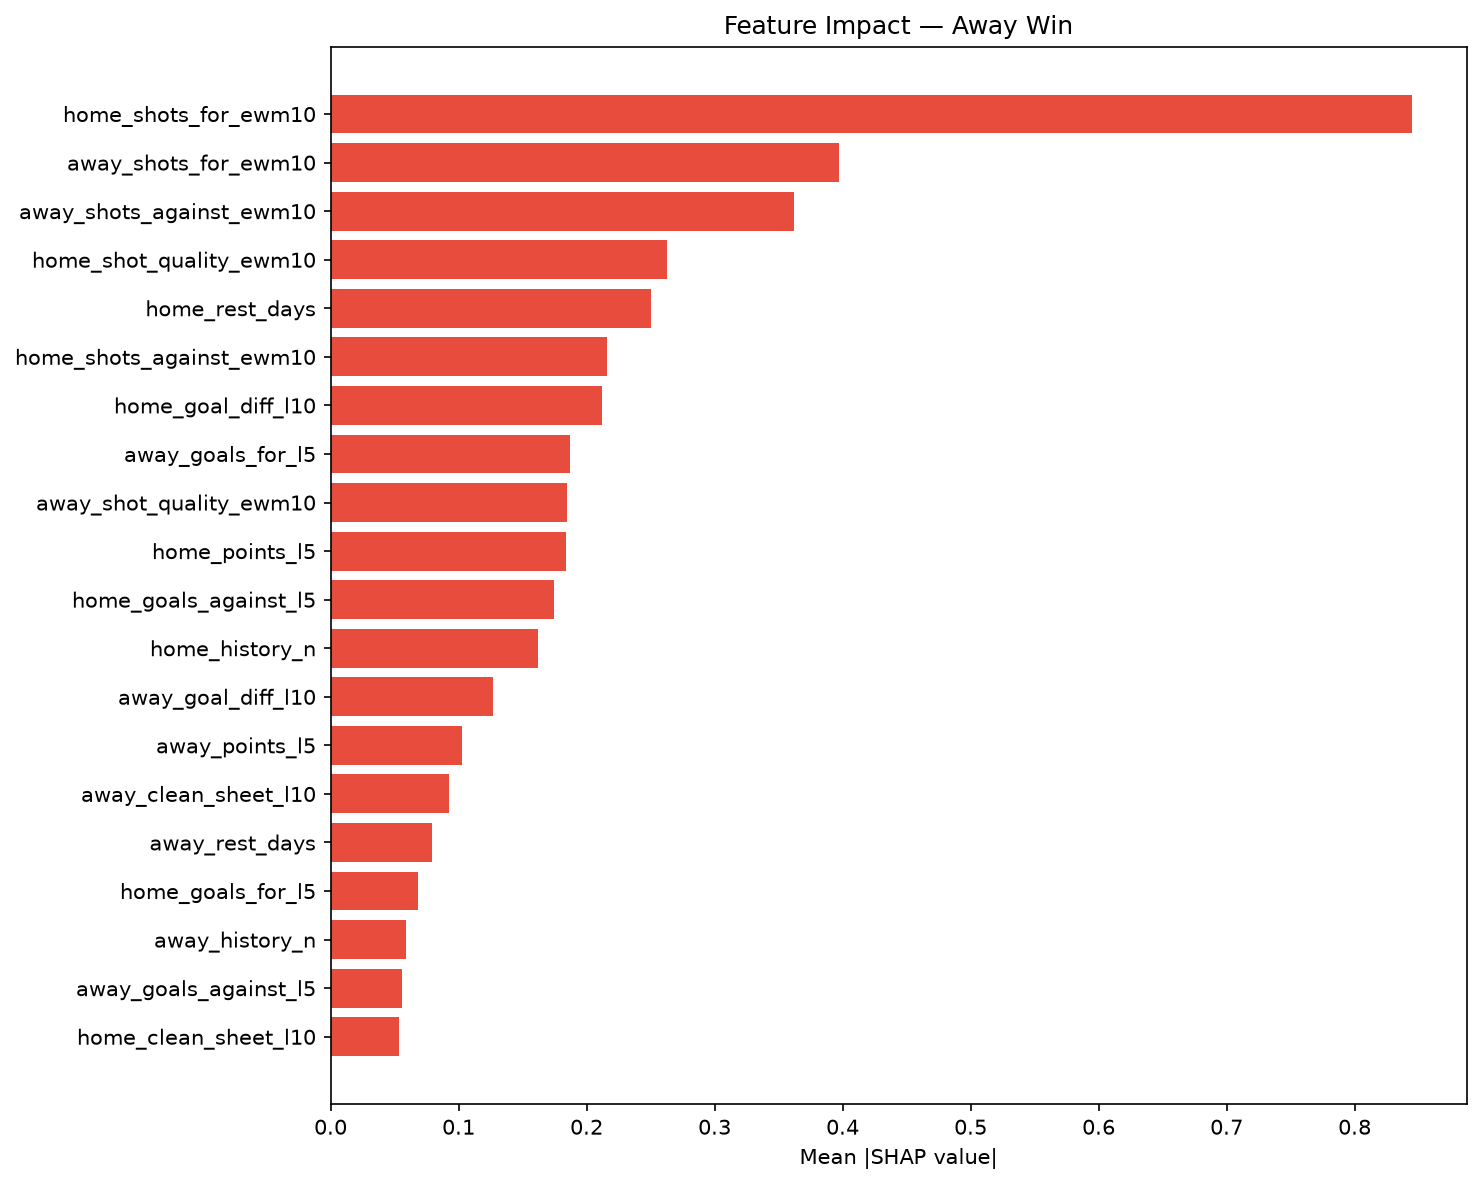 Feature Impact — Away Win
home_shots_for_ewm10
away_shots_for_ewm10
away_shots_against_ewm10
home_shot_quality_ewm10
home_rest_days
home_shots_against_ewm10
home_goal_diff_l10
away_goals_for_l5
away_shot_quality_ewm10
home_points_l5
home_goals_against_l5
home_history_n
away_goal_diff_l10
away_points_l5
away_clean_sheet_l10
away_rest_days
home_goals_for_l5
away_history_n
away_goals_against_l5
home_clean_sheet_l10
0.0 0.1 0.2 0.3 0.4 0.5 0.6 0.7 0.8
Mean |SHAP value|